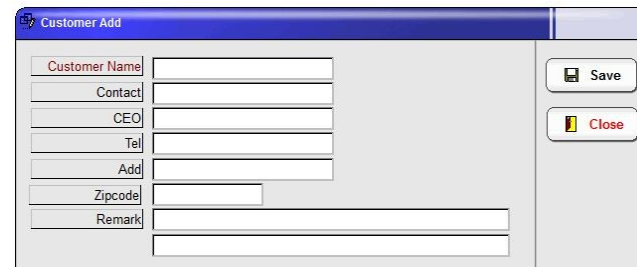 Customer Add
Customer Name
Contact
CEO
Tel
Add
Zipcode
Remark
Save
Close